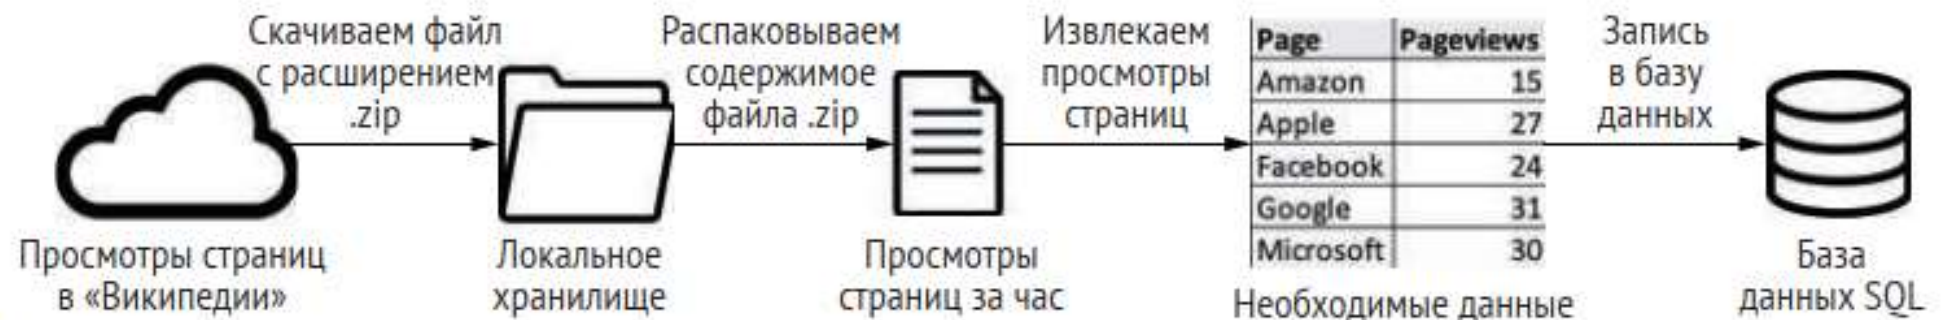 Скачиваем файл
с расширением
.zip
Распаковываем
содержимое
файла .zip
Извлекаем
просмотры
страниц
Page Pageviews
Amazon 15
Apple 27
Facebook 24
Google 31
Microsoft 30
Запись
в базу
данных
Просмотры страниц
в «Википедии»
Локальное
хранилище
Просмотры
страниц за час
Необходимые данные
База
данных SQL